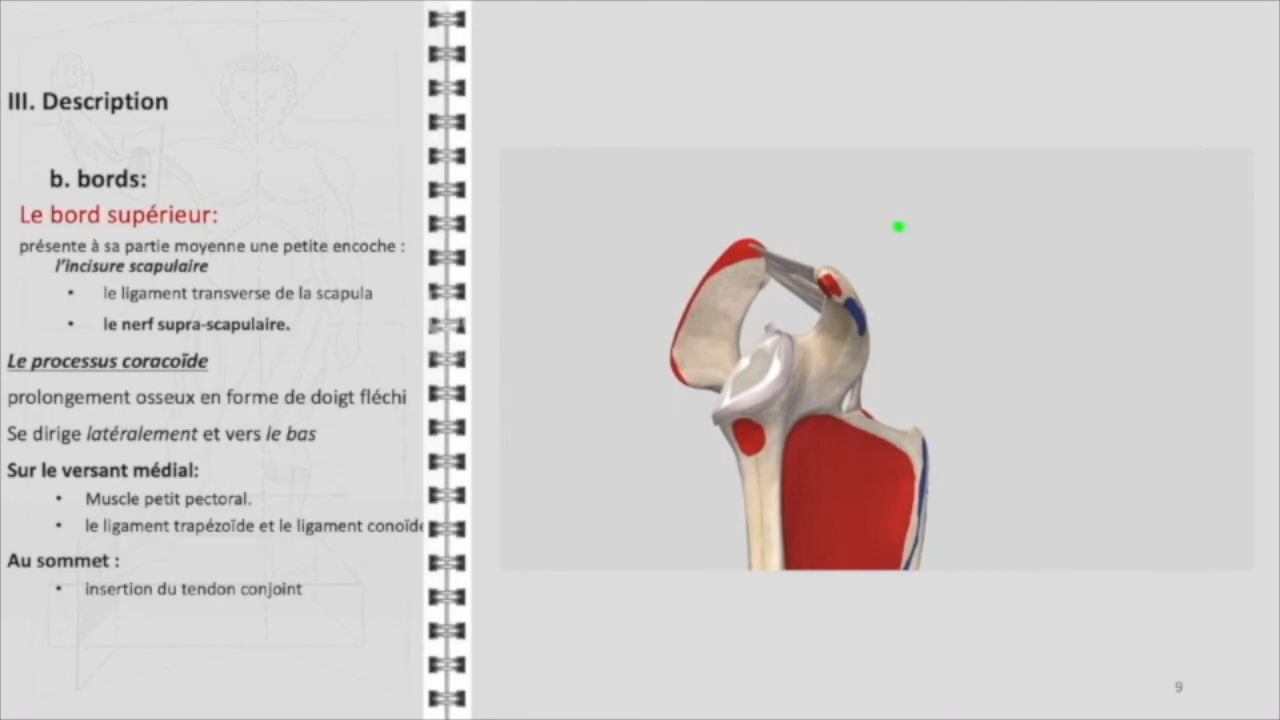 III. Description
b. bords:
Le bord supérieur:
présente à sa partie moyenne une petite encoche :
l’incisure scapulaire
• le ligament transverse de la scapula
• le nerf supra-scapulaire.
Le processus coracoïde
prolongement osseux en forme de doigt fléchi
Se dirige latéralement et vers le bas
Sur le versant médial:
• Muscle petit pectoral.
• le ligament trapézoïde et le ligament conoïde
Au sommet :
• insertion du tendon conjoint
9